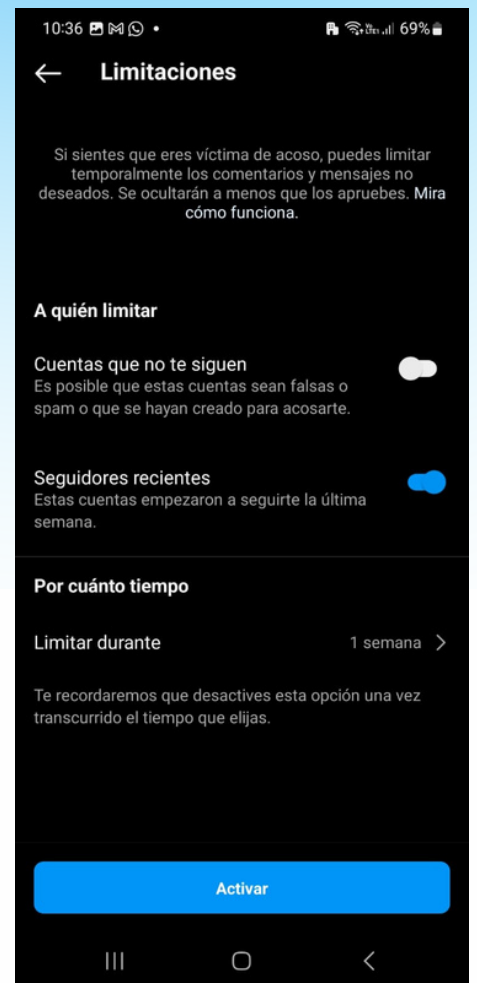 10:36
69%
Limitaciones
Si sientes que eres víctima de acoso, puedes limitar
temporalmente los comentarios y mensajes no
deseados. Se ocultarán a menos que los apruebes. Mira
cómo funciona.
A quién limitar
Cuentas que no te siguen
Es posible que estas cuentas sean falsas o
spam o que se hayan creado para acosarte.
Seguidores recientes
Estas cuentas empezaron a seguirte la última
semana.
Por cuánto tiempo
Limitar durante
1 semana
Te recordaremos que desactives esta opción una vez
transcurrido el tiempo que elijas.
Activar